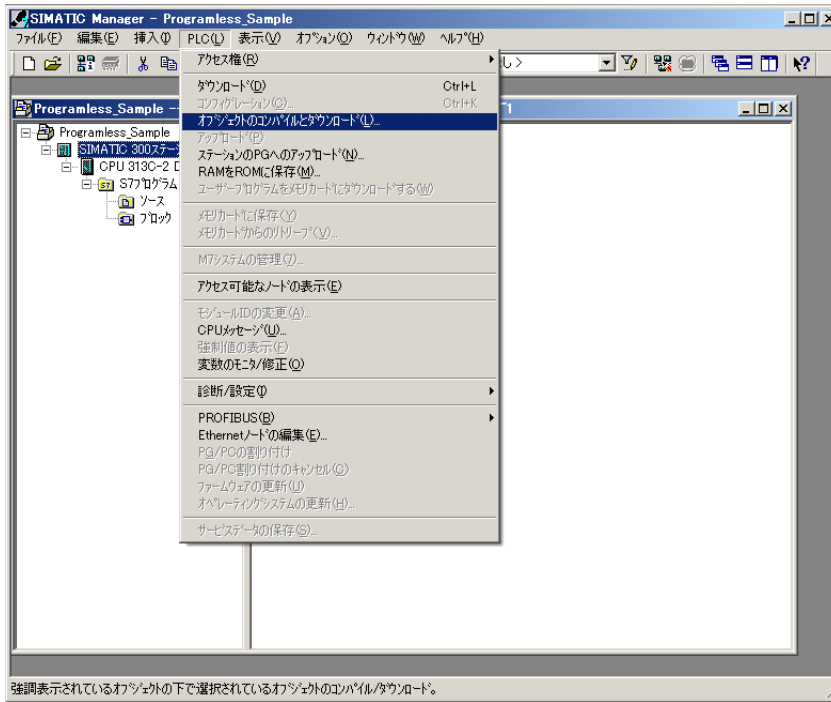 SIMATIC Manager - Programless_Sample
ファイル(F) 編集(E) 挿入(I) PLC(L) 表示(V) オプション(O) ウィンドウ(W) ヘルプ(H)
アクセス権(R)
ダウンロード(D) Ctrl+L
コンフィグレーション(C)... Ctrl+K
オブジェクトのコンパイルとダウンロード(L)...
アップロード(P)
ステーションのPGへのアップロード(N)...
RAMをROMに保存(M)...
ユーザープログラムをメモリカードにダウンロードする(W)
メモリカードに保存(Y)
メモリカードからのリトリーブ(V)...
M7システムの管理(7)...
アクセス可能なノードの表示(E)
モジュールIDの変更(A)...
CPUメッセージ(U)...
強制値の表示(F)
変数のモニタ/修正(O)
診断/設定(I)
PROFIBUS(B)
Ethernetノードの編集(E)...
PG/PCの割り付け
PG/PC割り付けのキャンセル(C)
ファームウェアの更新(U)
オペレーティングシステムの更新(H)...
サービスデータの保存(S)...
Programless_Sample --
Programless_Sample
SIMATIC 300ステーシ
CPU 313C-2 D
S7プログラム
ソース
ブロック
強調表示されているオブジェクトの下で選択されているオブジェクトのコンパイル/ダウンロード。